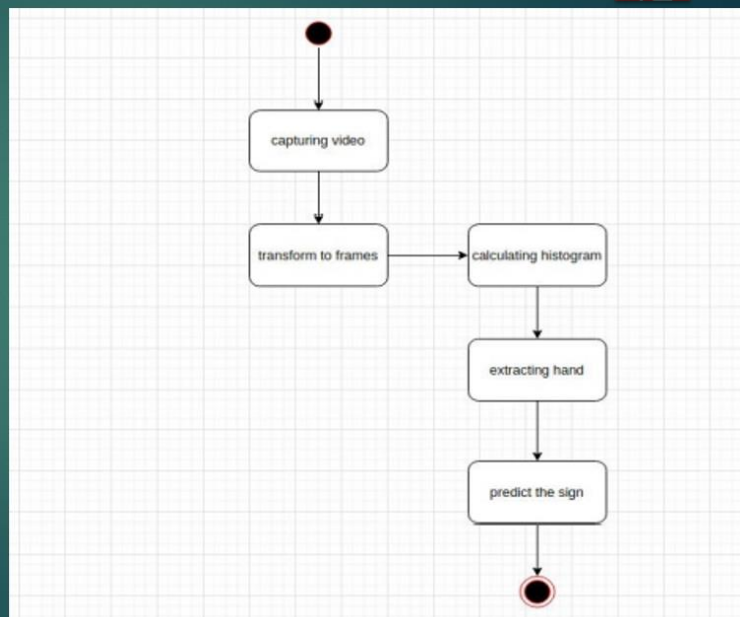 capturing video
transform to frames
calculating histogram
extracting hand
predict the sign